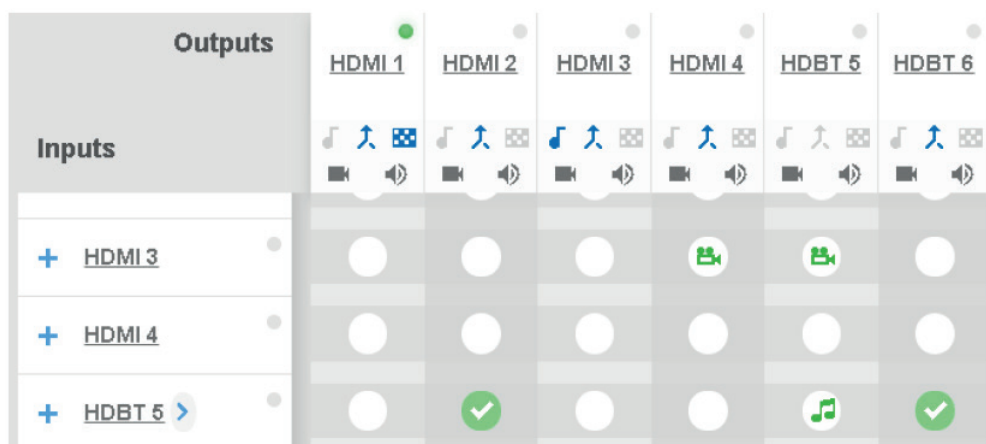 Outputs
HDMI 1 HDMI 2 HDMI 3 HDMI 4 HDBT 5 HDBT 6
Inputs
HDMI 3
HDMI 4
HDBT 5